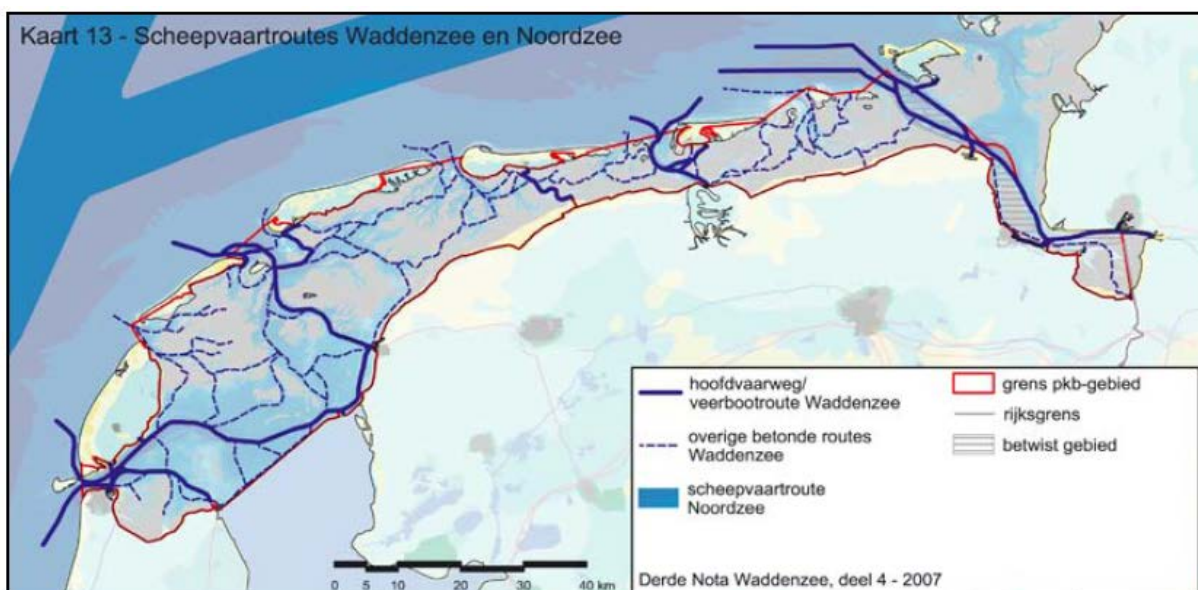 Kaart 13 - Scheepvaartroutes Waddenzee en Noordzee
hoofdvaarweg/
veerbootroute Waddenzee
overige betonde routes
Waddenzee
scheepvaartroute
Noordzee
grens pkb-gebied
rijksgrens
betwist gebied
0 5 10 20 30 40 km
Derde Nota Waddenzee, deel 4 - 2007